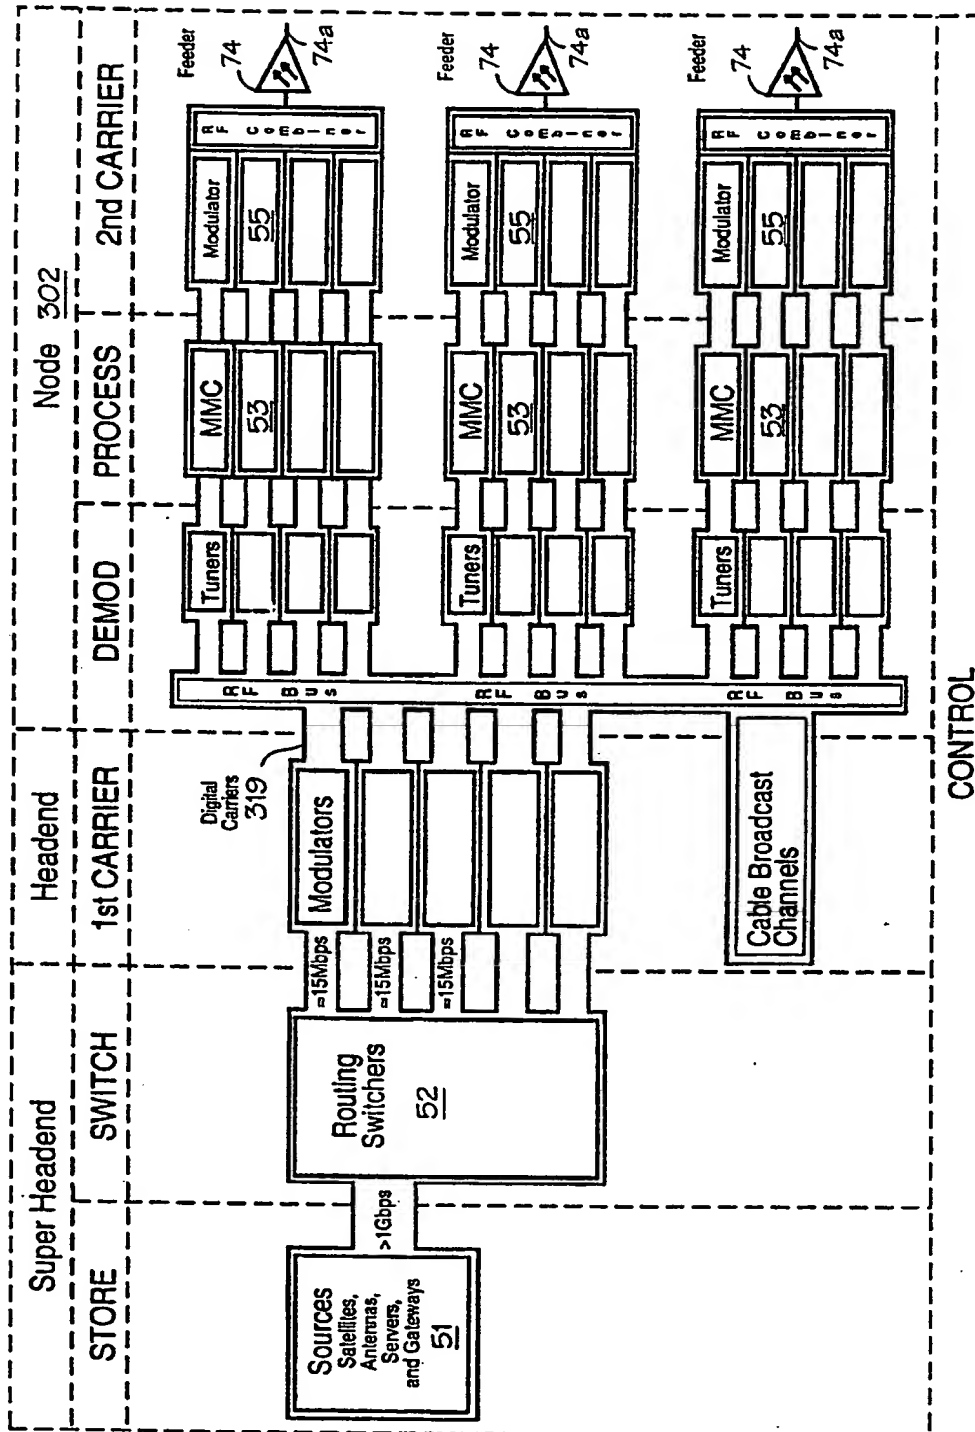 Super Headend
Headend
Node 302
STORE
SWITCH
1st CARRIER
DEMOD
PROCESS
2nd CARRIER
Sources
Satellites,
Antennas,
Servers,
and Gateways
51
>1Gbps
Routing
Switchers
52
=15Mbps
=15Mbps
=15Mbps
Modulators
Digital
Carriers
319
Cable Broadcast
Channels
RF Bus
RF Bus
RF Bus
Tuners
MMC
53
Modulator
55
RF Combiner
Feeder
74
74a
Tuners
MMC
53
Modulator
55
RF Combiner
Feeder
74
74a
Tuners
MMC
53
Modulator
55
RF Combiner
Feeder
74
74a
CONTROL